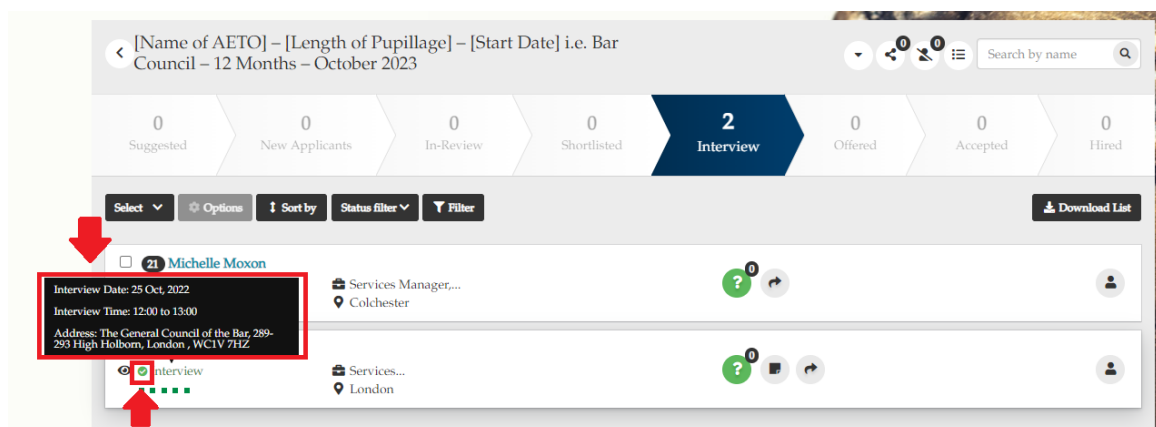 [Name of AETO] – [Length of Pupillage] – [Start Date] i.e. Bar
Council – 12 Months – October 2023
0
0
Search by name
0
Suggested
0
New Applicants
0
In-Review
0
Shortlisted
2
Interview
0
Offered
0
Accepted
0
Hired
Select
Options
Sort by
Status filter
Filter
Download List
21 Michelle Moxon
Interview Date: 25 Oct, 2022
Interview Time: 12:00 to 13:00
Address: The General Council of the Bar, 289-
293 High Holborn, London , WC1V 7HZ
Services Manager,...
Colchester
? 0
Interview
Services...
London
? 0